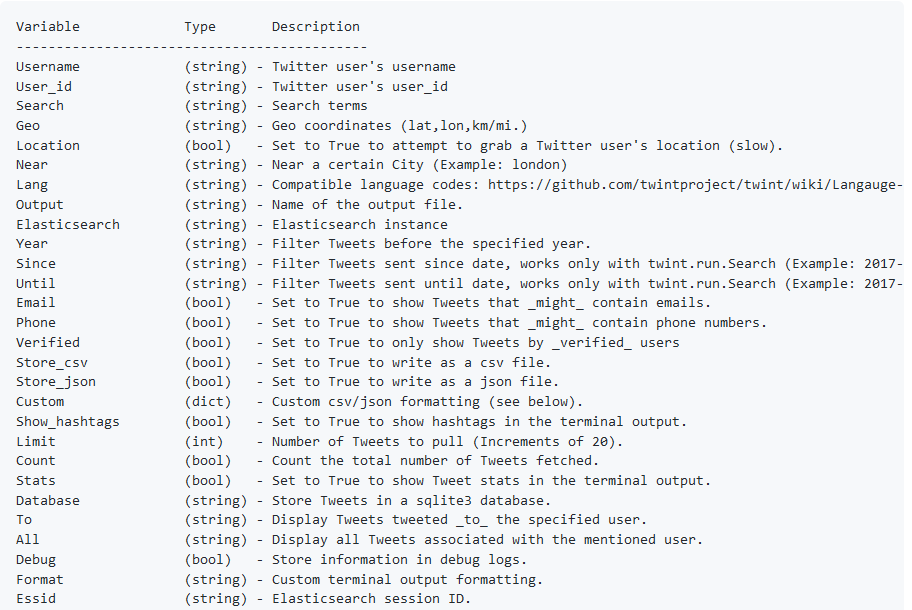 Variable             Type       Description
--------------------------------------------
Username             (string) - Twitter user's username
User_id              (string) - Twitter user's user_id
Search               (string) - Search terms
Geo                  (string) - Geo coordinates (lat,lon,km/mi.)
Location             (bool)   - Set to True to attempt to grab a Twitter user's location (slow).
Near                 (string) - Near a certain City (Example: london)
Lang                 (string) - Compatible language codes: https://github.com/twintproject/twint/wiki/Langauge-
Output               (string) - Name of the output file.
Elasticsearch        (string) - Elasticsearch instance
Year                 (string) - Filter Tweets before the specified year.
Since                (string) - Filter Tweets sent since date, works only with twint.run.Search (Example: 2017-
Until                (string) - Filter Tweets sent until date, works only with twint.run.Search (Example: 2017-
Email                (bool)   - Set to True to show Tweets that _might_ contain emails.
Phone                (bool)   - Set to True to show Tweets that _might_ contain phone numbers.
Verified             (bool)   - Set to True to only show Tweets by _verified_ users
Store_csv            (bool)   - Set to True to write as a csv file.
Store_json           (bool)   - Set to True to write as a json file.
Custom               (dict)   - Custom csv/json formatting (see below).
Show_hashtags        (bool)   - Set to True to show hashtags in the terminal output.
Limit                (int)    - Number of Tweets to pull (Increments of 20).
Count                (bool)   - Count the total number of Tweets fetched.
Stats                (bool)   - Set to True to show Tweet stats in the terminal output.
Database             (string) - Store Tweets in a sqlite3 database.
To                   (string) - Display Tweets tweeted _to_ the specified user.
All                  (string) - Display all Tweets associated with the mentioned user.
Debug                (bool)   - Store information in debug logs.
Format               (string) - Custom terminal output formatting.
Essid                (string) - Elasticsearch session ID.